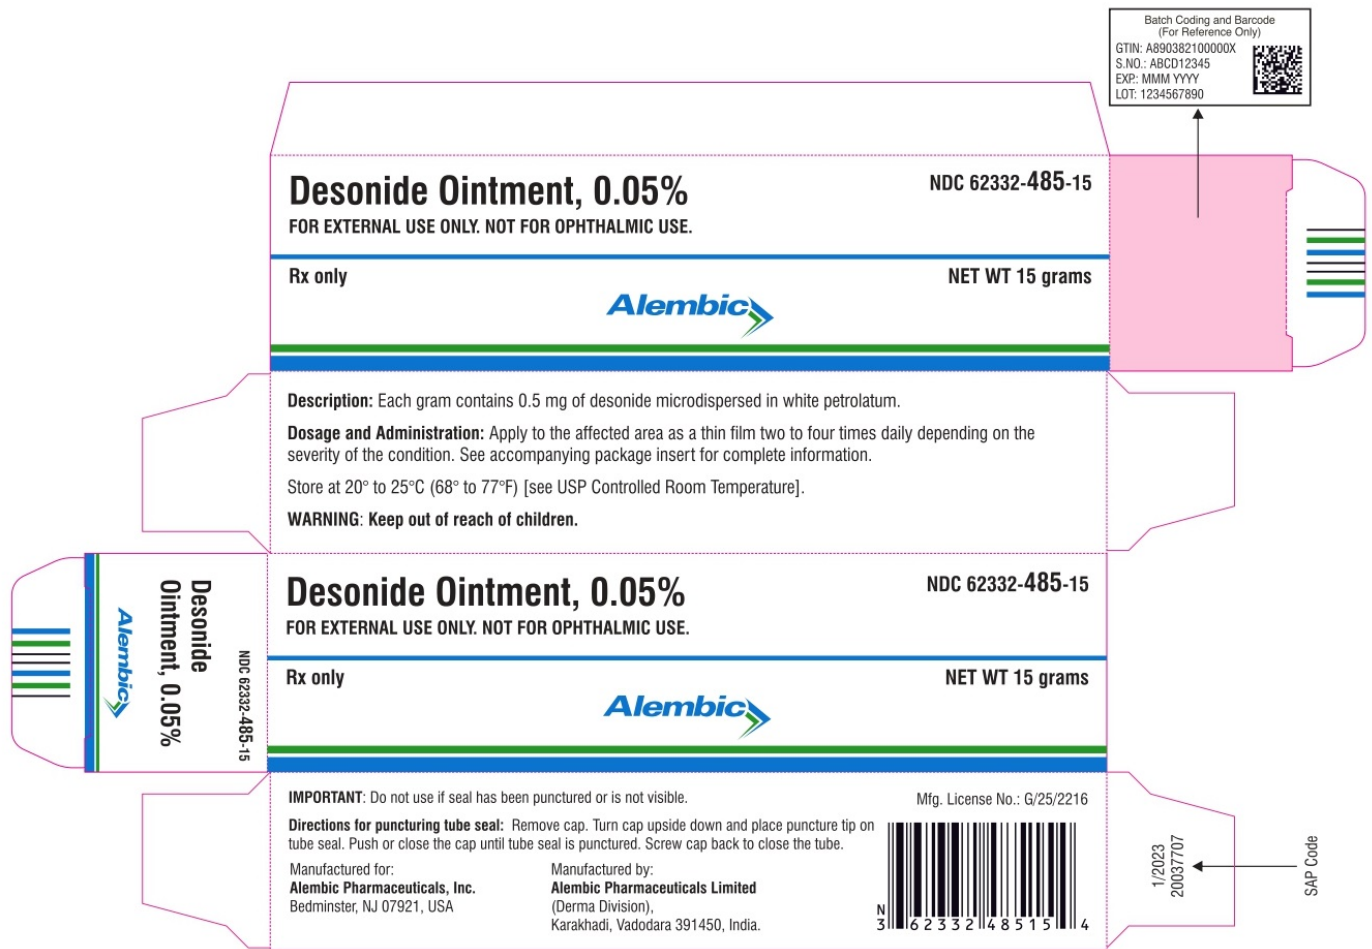 Batch Coding and Barcode
(For Reference Only)
GTIN: A890382100000X
S.NO.: ABCD12345
EXP.: MMM YYYY
LOT: 1234567890
Desonide Ointment, 0.05%
NDC 62332-485-15
FOR EXTERNAL USE ONLY. NOT FOR OPHTHALMIC USE.
Rx only
NET WT 15 grams
Alembic
Description: Each gram contains 0.5 mg of desonide microdispersed in white petrolatum.
Dosage and Administration: Apply to the affected area as a thin film two to four times daily depending on the
severity of the condition. See accompanying package insert for complete information.
Store at 20° to 25°C (68° to 77°F) [see USP Controlled Room Temperature].
WARNING: Keep out of reach of children.
Desonide
Ointment, 0.05%
NDC 62332-485-15
Alembic
Desonide Ointment, 0.05%
NDC 62332-485-15
FOR EXTERNAL USE ONLY. NOT FOR OPHTHALMIC USE.
Rx only
NET WT 15 grams
Alembic
IMPORTANT: Do not use if seal has been punctured or is not visible.
Mfg. License No.: G/25/2216
Directions for puncturing tube seal: Remove cap. Turn cap upside down and place puncture tip on
tube seal. Push or close the cap until tube seal is punctured. Screw cap back to close the tube.
Manufactured for:
Alembic Pharmaceuticals, Inc.
Bedminster, NJ 07921, USA
Manufactured by:
Alembic Pharmaceuticals Limited
(Derma Division),
Karakhadi, Vadodara 391450, India.
N
3 62332 48515 4
1/2023
20037707
SAP Code